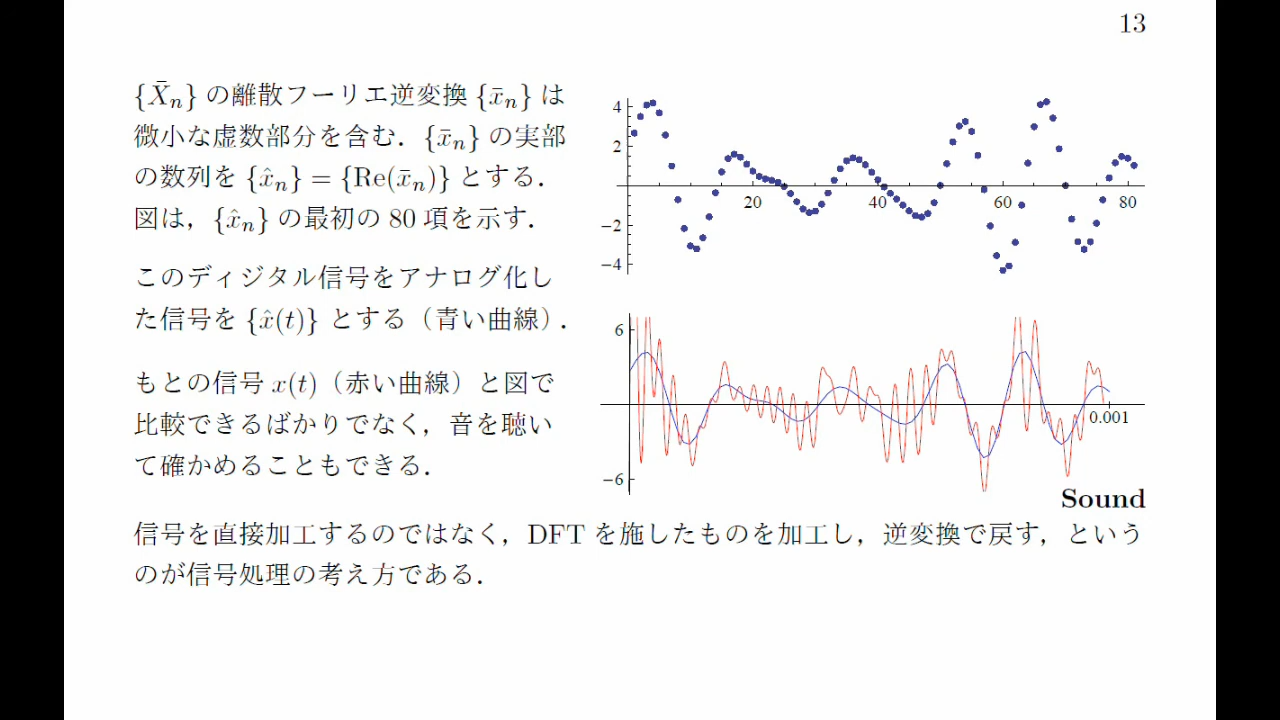 13
{X̄ₙ} の離散フーリエ逆変換 {x̄ₙ} は
微小な虚数部分を含む．{x̄ₙ} の実部
の数列を {x̂ₙ} = {Re(x̄ₙ)} とする．
図は，{x̂ₙ} の最初の 80 項を示す．
このディジタル信号をアナログ化し
た信号を {x̂(t)} とする（青い曲線）．
もとの信号 x(t)（赤い曲線）と図で
比較できるばかりでなく，音を聴い
て確かめることもできる．
4
2
−2
−4
20 40 60 80
6
−6
0.001
Sound
信号を直接加工するのではなく，DFT を施したものを加工し，逆変換で戻す，という
のが信号処理の考え方である．